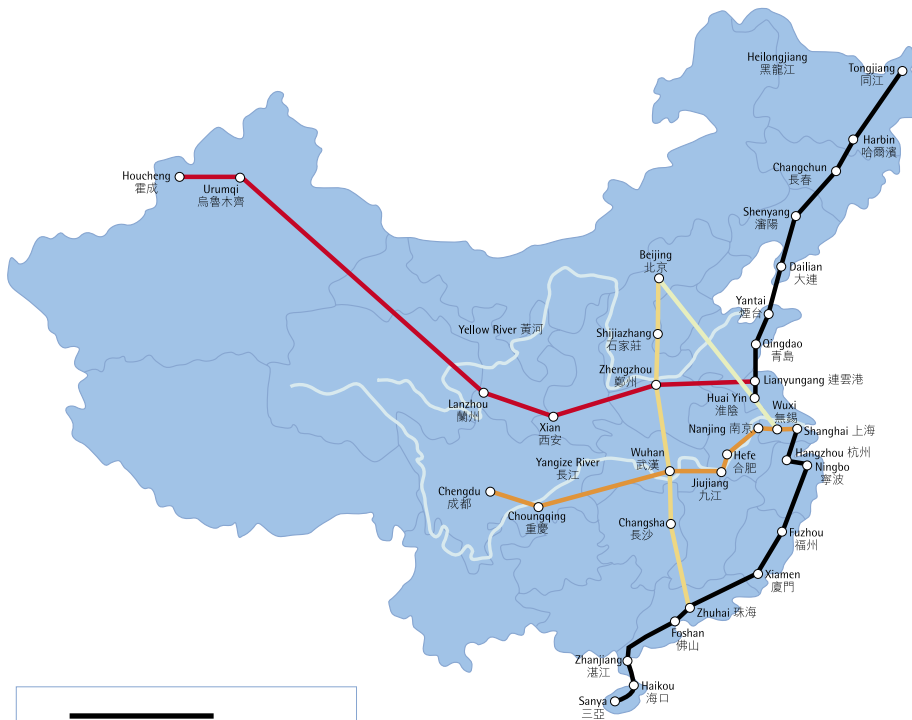 Heilongjiang
黑龍江
Tongjiang
同江
Harbin
哈爾濱
Changchun
長春
Houcheng
霍成
Urumqi
烏魯木齊
Shenyang
瀋陽
Beijing
北京
Dailian
大連
Yantai
煙台
Yellow River 黃河
Shijiazhang
石家莊
Qingdao
青島
Zhengzhou
鄭州
Lianyungang 連雲港
Lanzhou
蘭州
Huai Yin
淮陰
Wuxi
無錫
Xian
西安
Nanjing 南京
Shanghai 上海
Hangzhou 杭州
Hefe
合肥
Ningbo
寧波
Wuhan
武漢
Yangize River
長江
Jiujiang
九江
Chengdu
成都
Choungqing
重慶
Changsha
長沙
Fuzhou
福州
Xiamen
廈門
Zhuhai 珠海
Foshan
佛山
Zhanjiang
湛江
Haikou
海口
Sanya
三亞